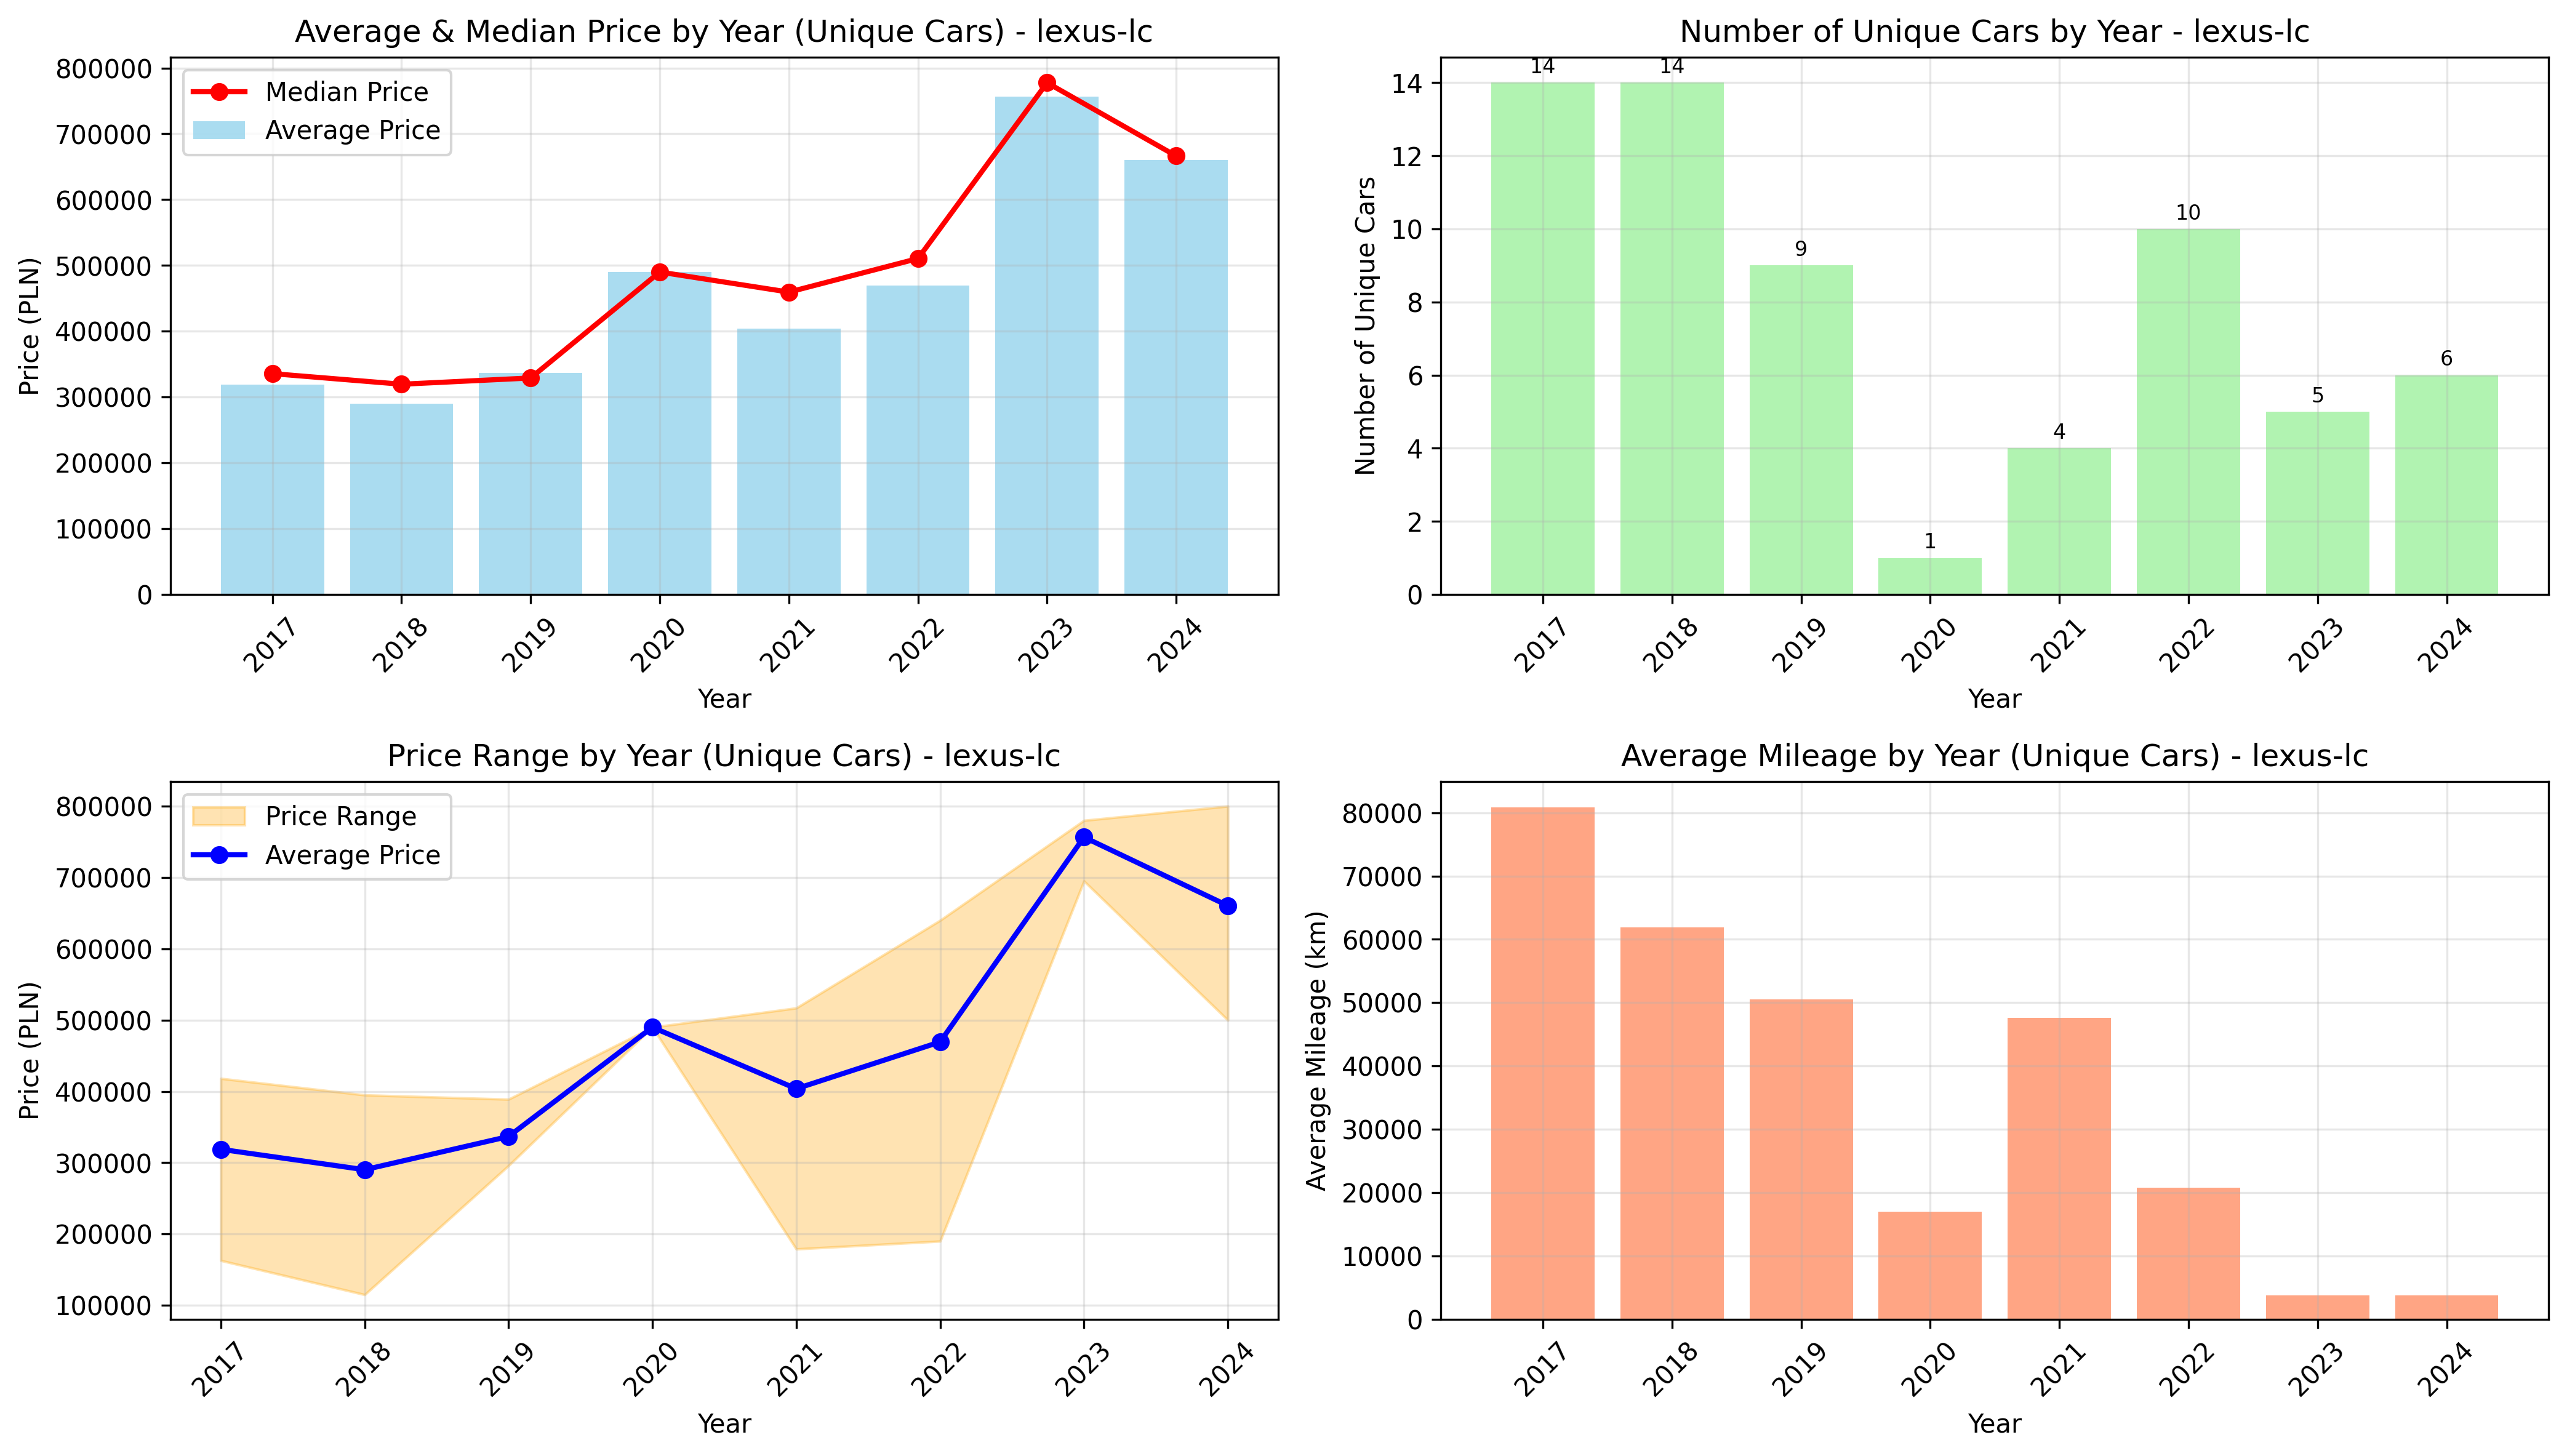 Average & Median Price by Year (Unique Cars) - lexus-lc
Median Price
Average Price
Price (PLN)
800000
700000
600000
500000
400000
300000
200000
100000
0
2017 2018 2019 2020 2021 2022 2023 2024
Year
Number of Unique Cars by Year - lexus-lc
Number of Unique Cars
14
12
10
8
6
4
2
0
14 14 9 1 4 10 5 6
2017 2018 2019 2020 2021 2022 2023 2024
Year
Price Range by Year (Unique Cars) - lexus-lc
Price Range
Average Price
Price (PLN)
800000
700000
600000
500000
400000
300000
200000
100000
2017 2018 2019 2020 2021 2022 2023 2024
Year
Average Mileage by Year (Unique Cars) - lexus-lc
Average Mileage (km)
80000
70000
60000
50000
40000
30000
20000
10000
0
2017 2018 2019 2020 2021 2022 2023 2024
Year